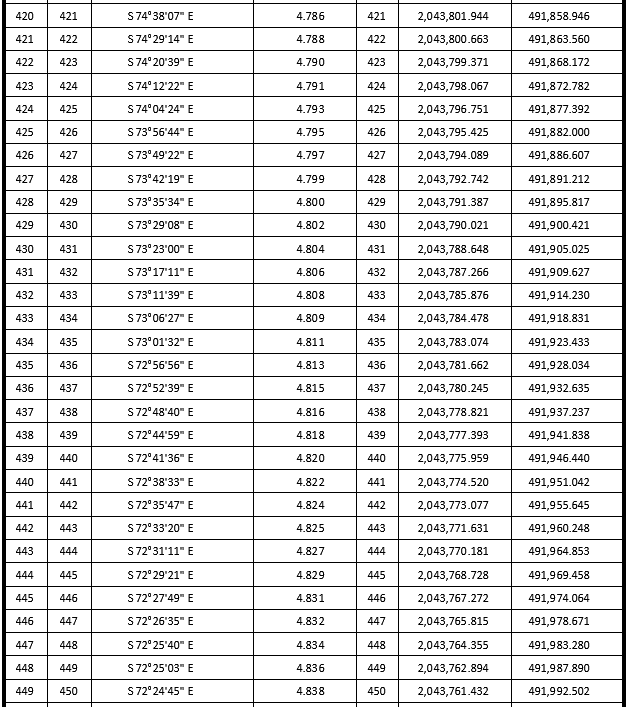 420 421 S 74°38'07" E 4.786 421 2,043,801.944 491,858.946
421 422 S 74°29'14" E 4.788 422 2,043,800.663 491,863.560
422 423 S 74°20'39" E 4.790 423 2,043,799.371 491,868.172
423 424 S 74°12'22" E 4.791 424 2,043,798.067 491,872.782
424 425 S 74°04'24" E 4.793 425 2,043,796.751 491,877.392
425 426 S 73°56'44" E 4.795 426 2,043,795.425 491,882.000
426 427 S 73°49'22" E 4.797 427 2,043,794.089 491,886.607
427 428 S 73°42'19" E 4.799 428 2,043,792.742 491,891.212
428 429 S 73°35'34" E 4.800 429 2,043,791.387 491,895.817
429 430 S 73°29'08" E 4.802 430 2,043,790.021 491,900.421
430 431 S 73°23'00" E 4.804 431 2,043,788.648 491,905.025
431 432 S 73°17'11" E 4.806 432 2,043,787.266 491,909.627
432 433 S 73°11'39" E 4.808 433 2,043,785.876 491,914.230
433 434 S 73°06'27" E 4.809 434 2,043,784.478 491,918.831
434 435 S 73°01'32" E 4.811 435 2,043,783.074 491,923.433
435 436 S 72°56'56" E 4.813 436 2,043,781.662 491,928.034
436 437 S 72°52'39" E 4.815 437 2,043,780.245 491,932.635
437 438 S 72°48'40" E 4.816 438 2,043,778.821 491,937.237
438 439 S 72°44'59" E 4.818 439 2,043,777.393 491,941.838
439 440 S 72°41'36" E 4.820 440 2,043,775.959 491,946.440
440 441 S 72°38'33" E 4.822 441 2,043,774.520 491,951.042
441 442 S 72°35'47" E 4.824 442 2,043,773.077 491,955.645
442 443 S 72°33'20" E 4.825 443 2,043,771.631 491,960.248
443 444 S 72°31'11" E 4.827 444 2,043,770.181 491,964.853
444 445 S 72°29'21" E 4.829 445 2,043,768.728 491,969.458
445 446 S 72°27'49" E 4.831 446 2,043,767.272 491,974.064
446 447 S 72°26'35" E 4.832 447 2,043,765.815 491,978.671
447 448 S 72°25'40" E 4.834 448 2,043,764.355 491,983.280
448 449 S 72°25'03" E 4.836 449 2,043,762.894 491,987.890
449 450 S 72°24'45" E 4.838 450 2,043,761.432 491,992.502